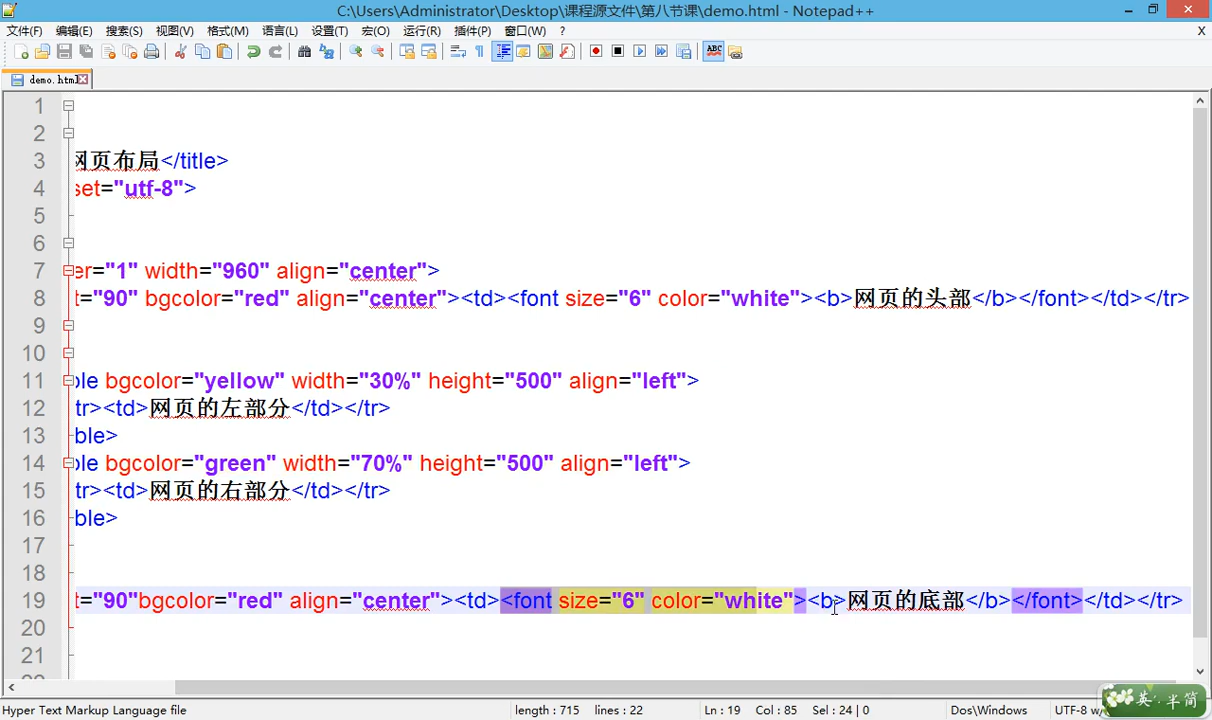 C:\Users\Administrator\Desktop\课程源文件\第八节课\demo.html - Notepad++
文件(F) 编辑(E) 搜索(S) 视图(V) 格式(M) 语言(L) 设置(T) 宏(O) 运行(R) 插件(P) 窗口(W) ? X
demo.html
1
2
3 网页布局</title>
4 set="utf-8">
5
6
7 er="1" width="960" align="center">
8 t="90" bgcolor="red" align="center"><td><font size="6" color="white"><b>网页的头部</b></font></td></tr>
9
10
11 ble bgcolor="yellow" width="30%" height="500" align="left">
12 tr><td>网页的左部分</td></tr>
13 ble>
14 ble bgcolor="green" width="70%" height="500" align="left">
15 tr><td>网页的右部分</td></tr>
16 ble>
17
18
19 t="90"bgcolor="red" align="center"><td><font size="6" color="white"><b>网页的底部</b></font></td></tr>
20
21
Hyper Text Markup Language file length : 715 lines : 22 Ln : 19 Col : 85 Sel : 24 | 0 Dos\Windows UTF-8 w/
英 半 简